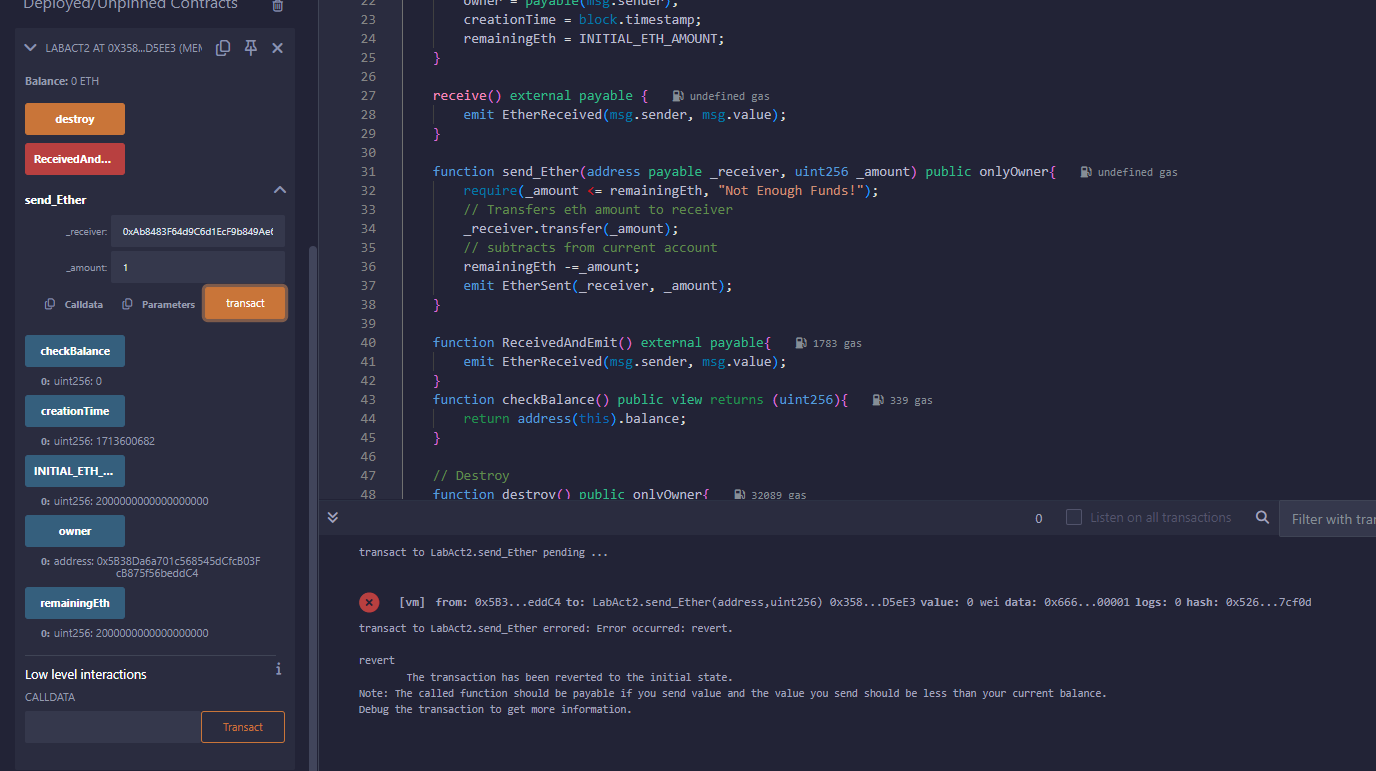 Deployed/Unpinned Contracts
LABACT2 AT 0X358...D5EE3 (MEM
Balance: 0 ETH
destroy
ReceivedAnd...
send_Ether
_receiver: 0xAb8483F64d9C6d1EcF9b849Ae6
_amount: 1
Calldata Parameters transact
checkBalance
0: uint256: 0
creationTime
0: uint256: 1713600682
INITIAL_ETH_...
0: uint256: 2000000000000000000
owner
0: address: 0x5B38Da6a701c568545dCfcB03F
cB875f56beddC4
remainingEth
0: uint256: 2000000000000000000
Low level interactions i
CALLDATA
Transact
22 owner = payable(msg.sender);
23 creationTime = block.timestamp;
24 remainingEth = INITIAL_ETH_AMOUNT;
25 }
26
27 receive() external payable { undefined gas
28 emit EtherReceived(msg.sender, msg.value);
29 }
30
31 function send_Ether(address payable _receiver, uint256 _amount) public onlyOwner{ undefined gas
32 require(_amount <= remainingEth, "Not Enough Funds!");
33 // Transfers eth amount to receiver
34 _receiver.transfer(_amount);
35 // subtracts from current account
36 remainingEth -=_amount;
37 emit EtherSent(_receiver, _amount);
38 }
39
40 function ReceivedAndEmit() external payable{ 1783 gas
41 emit EtherReceived(msg.sender, msg.value);
42 }
43 function checkBalance() public view returns (uint256){ 339 gas
44 return address(this).balance;
45 }
46
47 // Destroy
48 function destroy() public onlyOwner{ 32089 gas
0 Listen on all transactions Filter with tran
transact to LabAct2.send_Ether pending ...
[vm] from: 0x5B3...eddC4 to: LabAct2.send_Ether(address,uint256) 0x358...D5eE3 value: 0 wei data: 0x666...00001 logs: 0 hash: 0x526...7cf0d
transact to LabAct2.send_Ether errored: Error occurred: revert.
revert
The transaction has been reverted to the initial state.
Note: The called function should be payable if you send value and the value you send should be less than your current balance.
Debug the transaction to get more information.